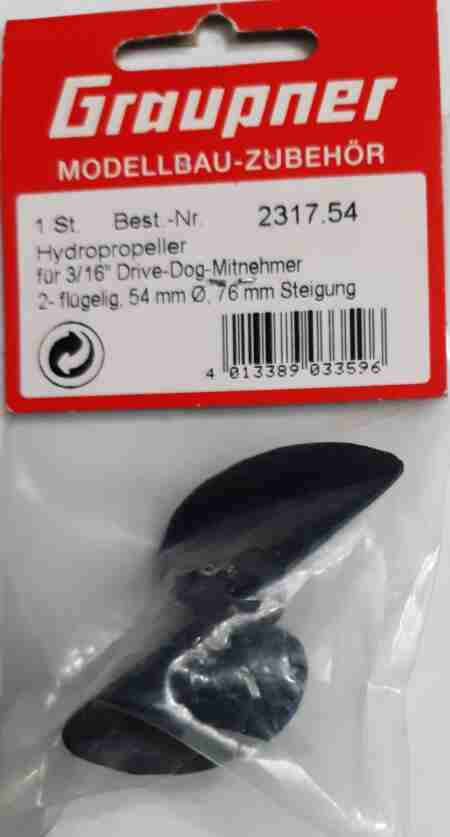 Graupner
MODELLBAU-ZUBEHÖR
1 St. Best.-Nr. 2317.54
Hydropropeller
für 3/16" Drive-Dog-Mitnehmer
2- flügelig, 54 mm Ø, 76 mm Steigung
4 013389 033596